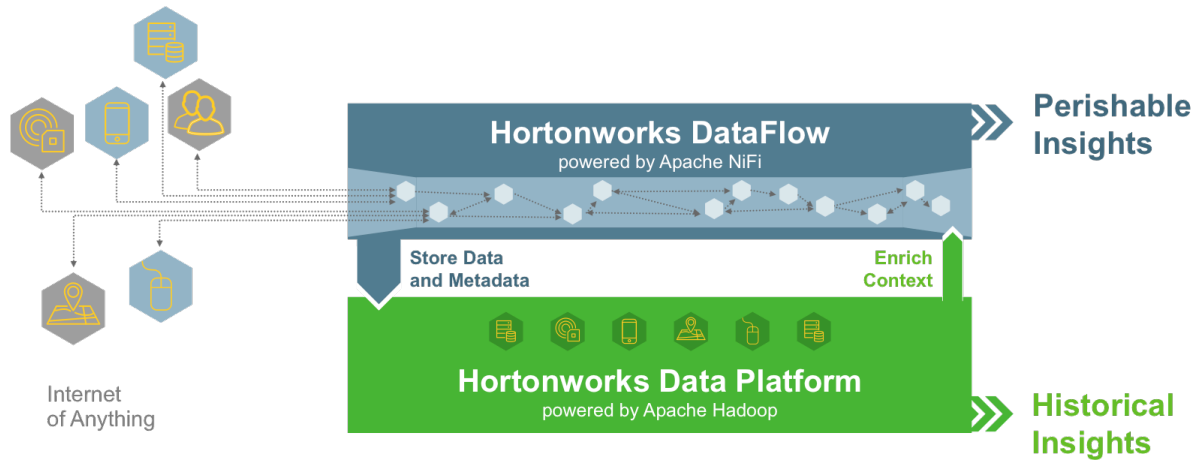 Hortonworks DataFlow
powered by Apache NiFi
Perishable
Insights
Store Data
and Metadata
Enrich
Context
Hortonworks Data Platform
powered by Apache Hadoop
Internet
of Anything
Historical
Insights